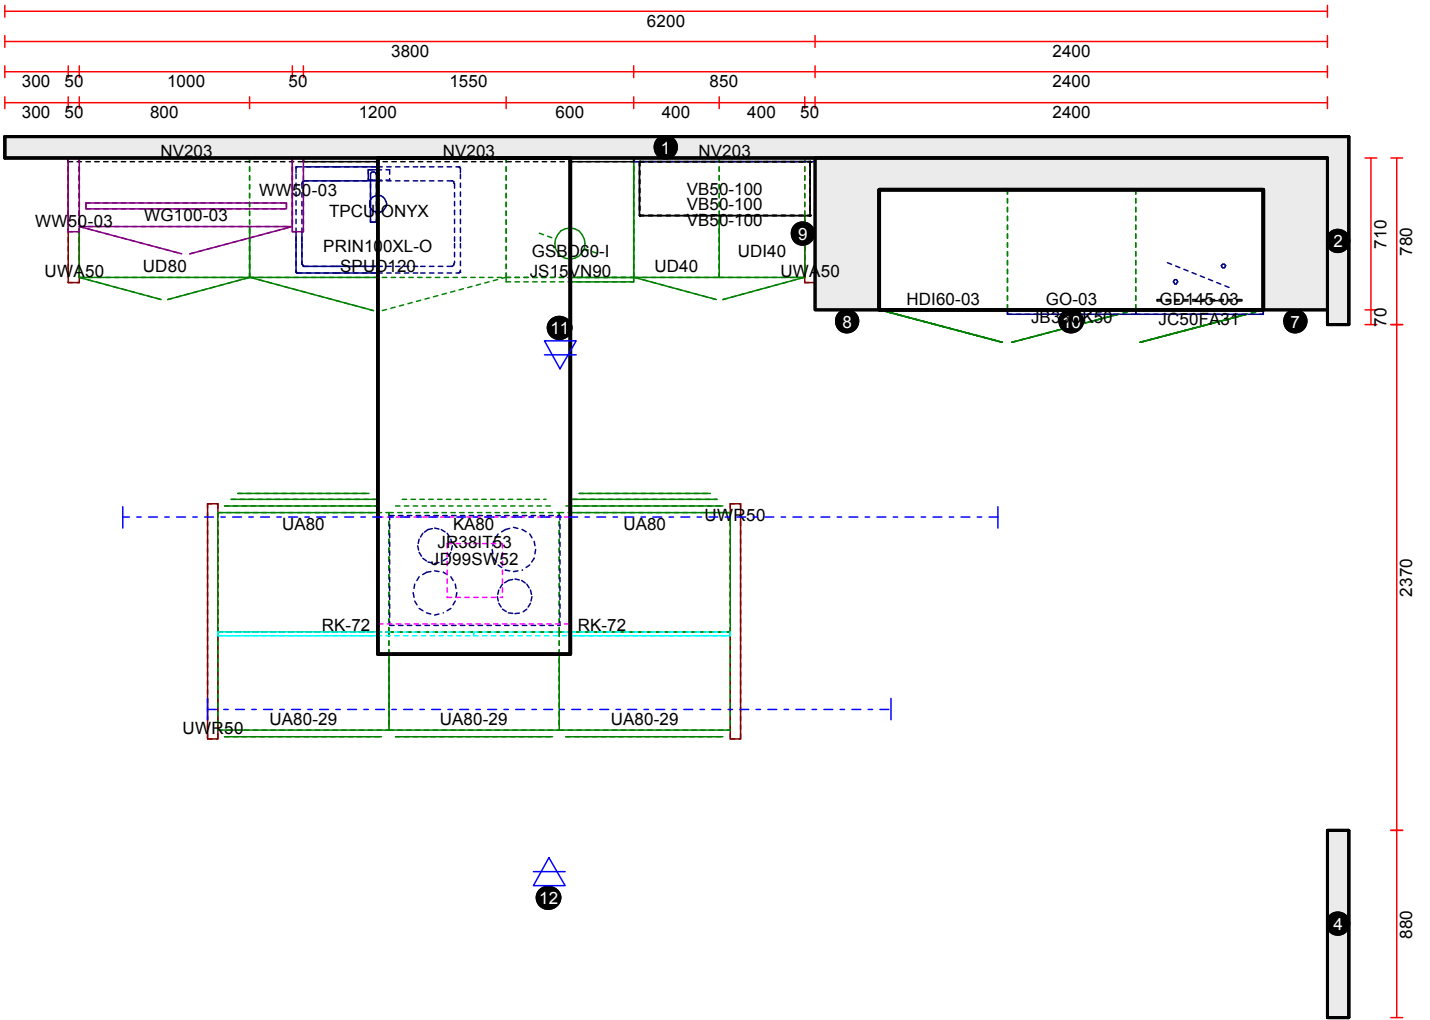 6200
3800 2400
300 50 1000 50 1550 850 2400
300 50 800 1200 600 400 400 50 2400
NV203 NV203 1 NV203
WW50-03 VB50-100
TPCU-ONYX VB50-100
WG100-03 VB50-100
WW50-03
9 2 710 780
PRIN100XL-O GSBD60-I UDI40
UWA50 UD80 SPUD120 JS15VN90 UD40 UWA50
HDI60-03 GO-03 GD145-03
8 10 JC50FA31 7 70
11
UA80 KA80 UA80 UWR50
JR38IT53
JD99SW52
2370
RK-72 RK-72
UA80-29 UA80-29 UA80-29
UWR50
12
4 880